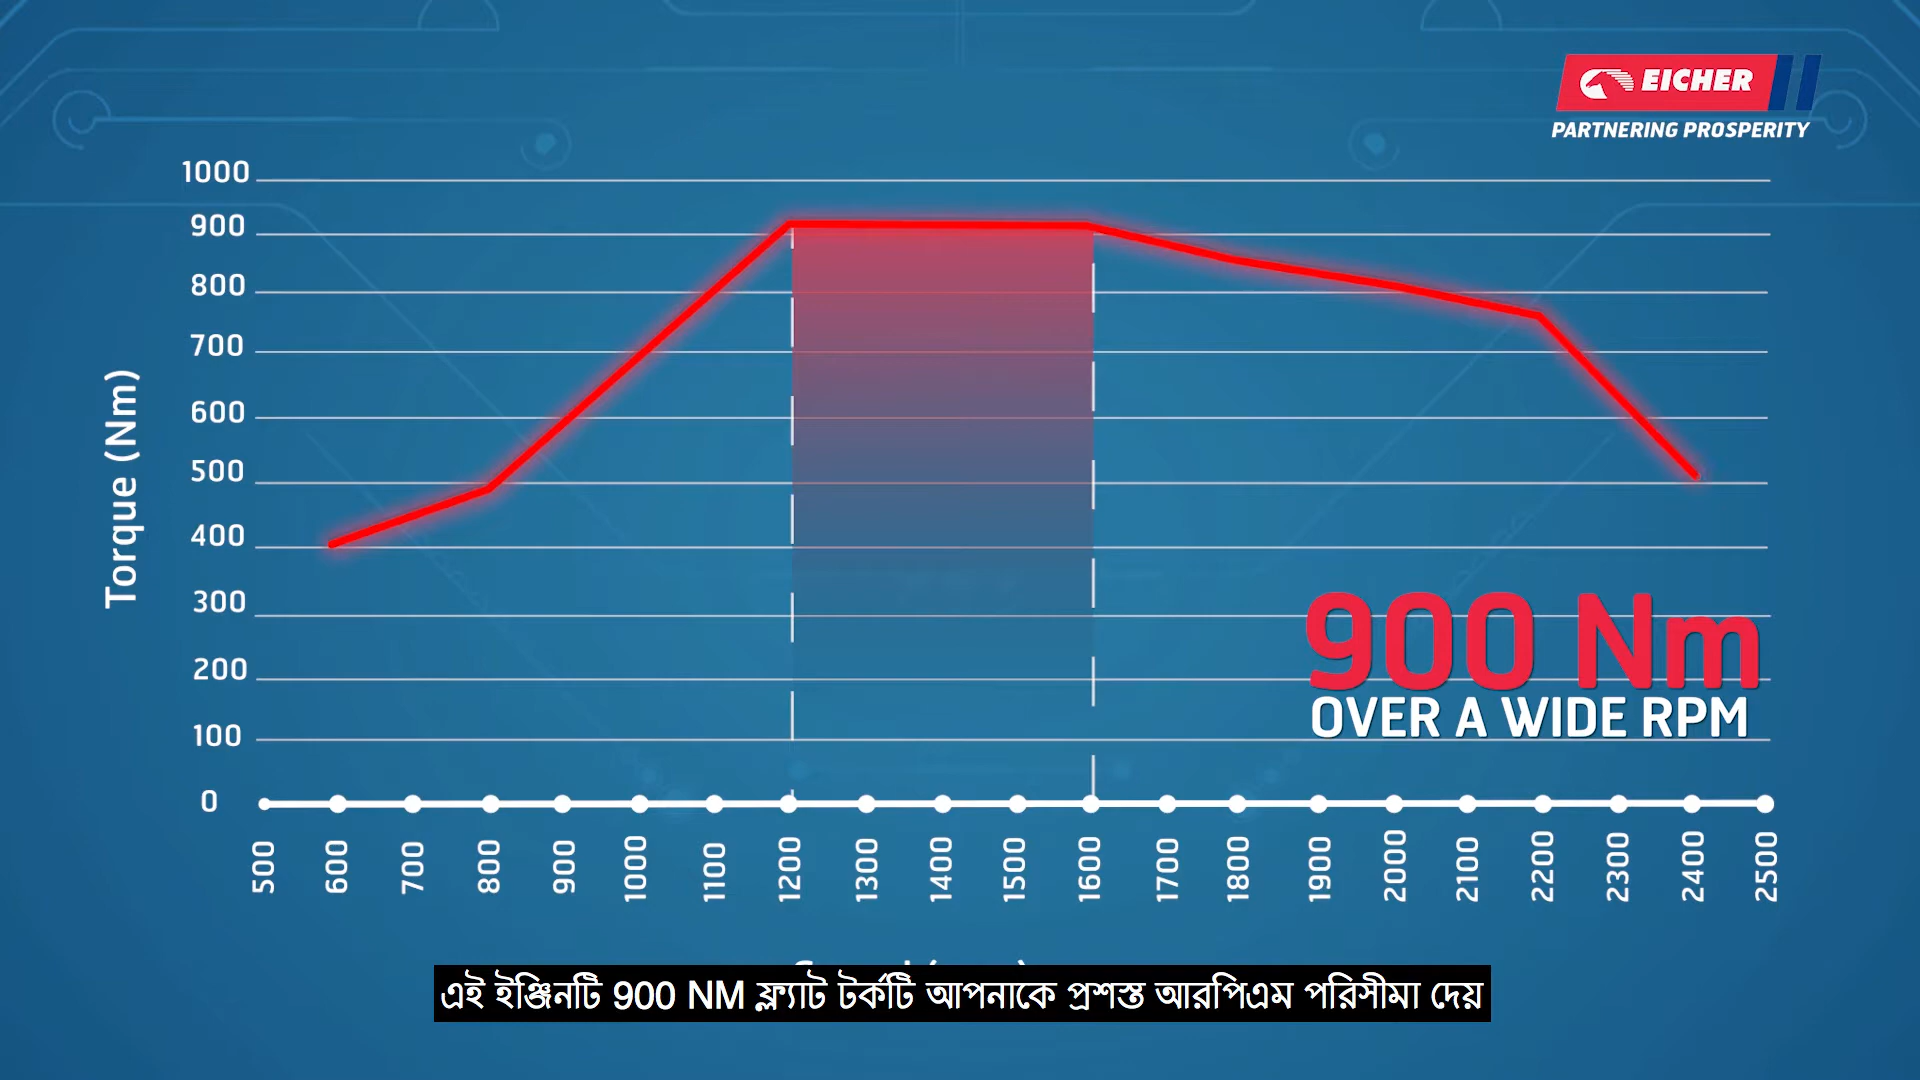 EICHER
PARTNERING PROSPERITY
1000
900
800
700
600
500
400
300
200
100
0
Torque (Nm)
900 Nm
OVER A WIDE RPM
500 600 700 800 900 1000 1100 1200 1300 1400 1500 1600 1700 1800 1900 2000 2100 2200 2300 2400 2500
এই ইঞ্জিনটি 900 NM ফ্ল্যাট টর্কটি আপনাকে প্রশস্ত আরপিএম পরিসীমা দেয়